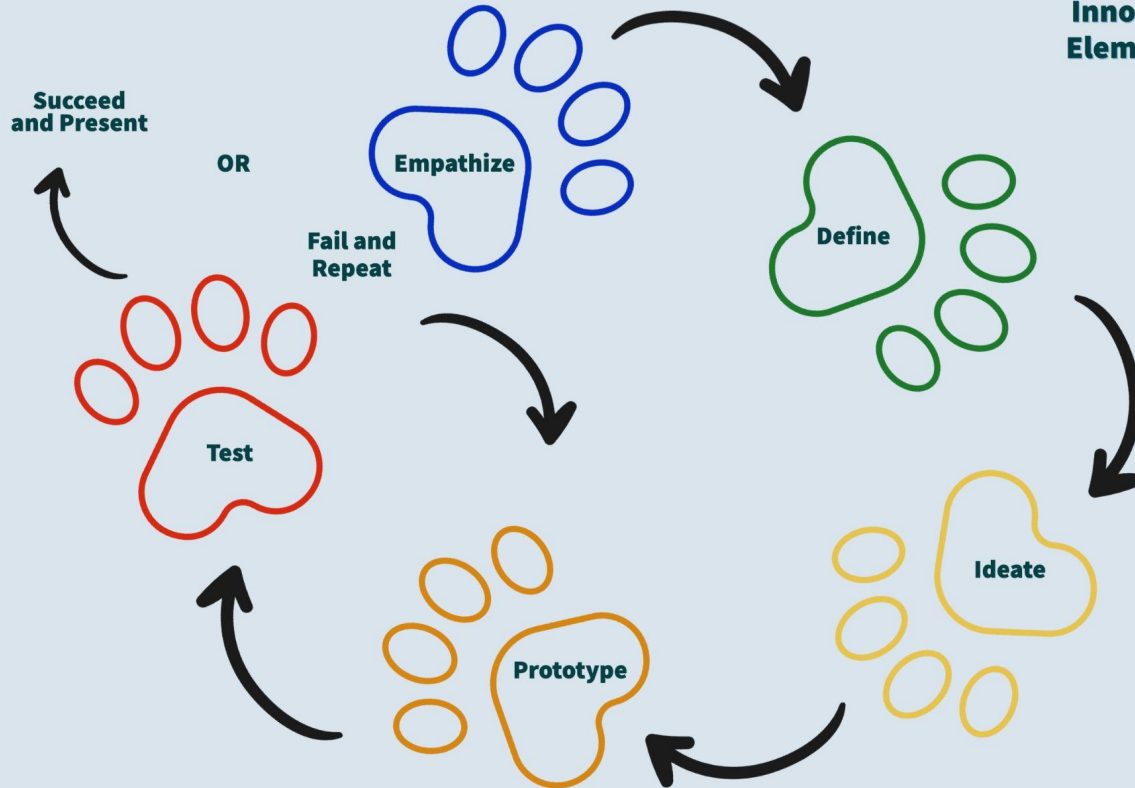 Succeed
and Present
OR
Empathize
Fail and
Repeat
Define
Test
Ideate
Prototype